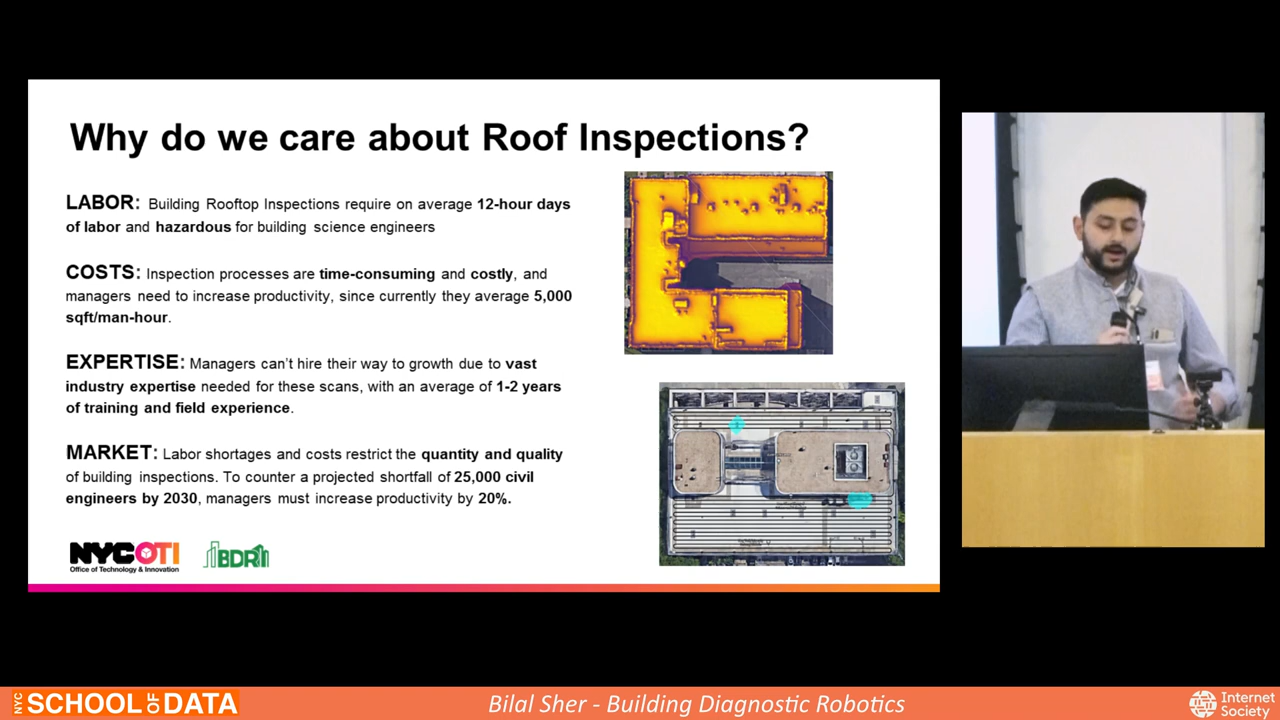 Why do we care about Roof Inspections?
LABOR: Building Rooftop Inspections require on average 12-hour days
of labor and hazardous for building science engineers
COSTS: Inspection processes are time-consuming and costly, and
managers need to increase productivity, since currently they average 5,000
sqft/man-hour.
EXPERTISE: Managers can't hire their way to growth due to vast
industry expertise needed for these scans, with an average of 1-2 years
of training and field experience.
MARKET: Labor shortages and costs restrict the quantity and quality
of building inspections. To counter a projected shortfall of 25,000 civil
engineers by 2030, managers must increase productivity by 20%.
NYCOTI
Office of Technology & Innovation
BDR
NYC SCHOOL OF DATA
Bilal Sher - Building Diagnostic Robotics
Internet
Society